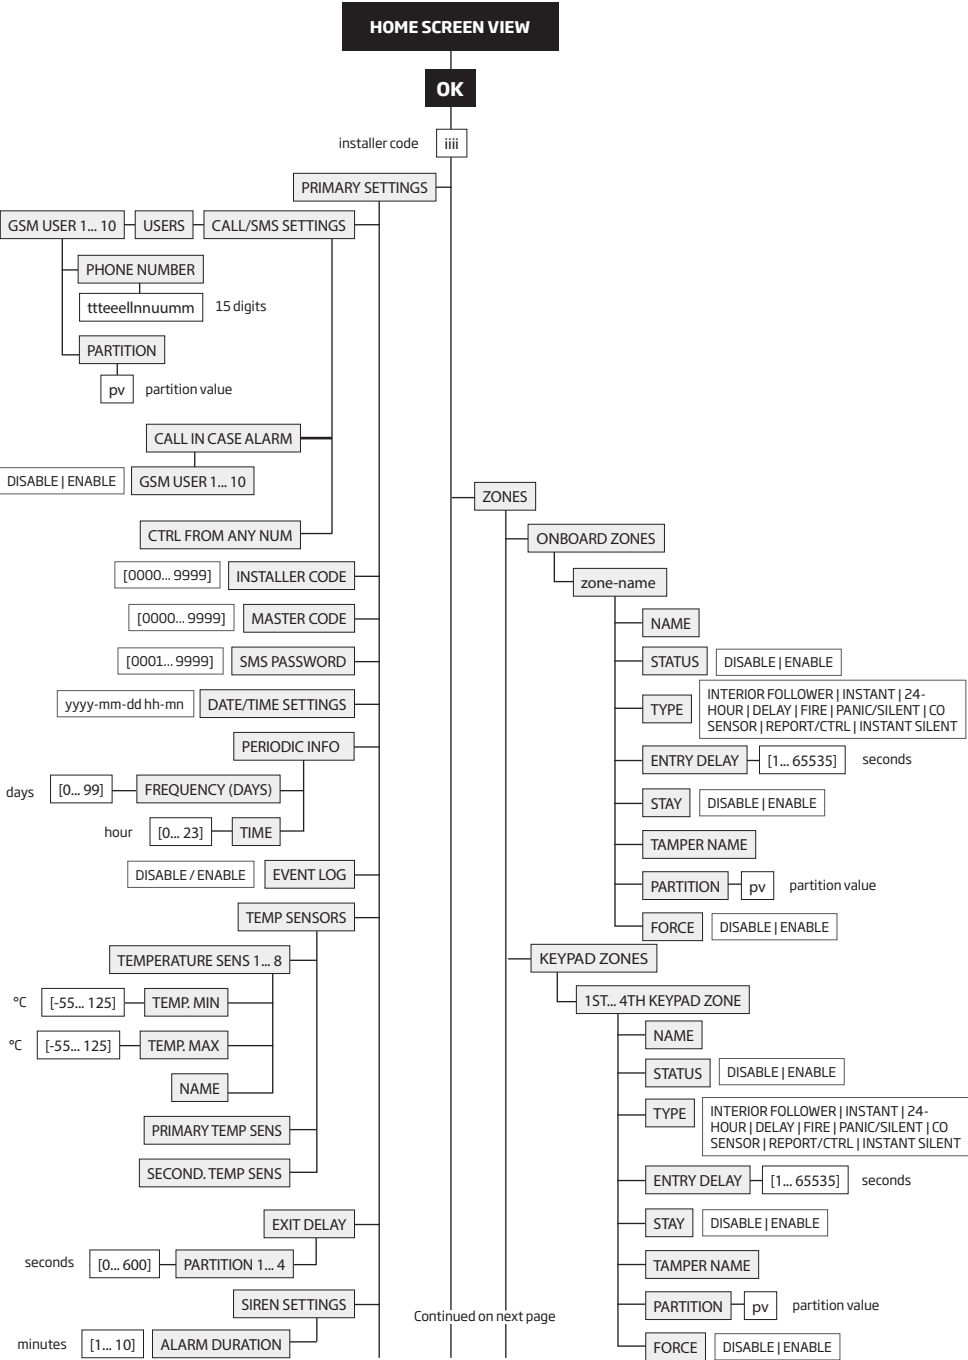 HOME SCREEN VIEW
OK
installer code iiii
PRIMARY SETTINGS
GSM USER 1... 10 USERS CALL/SMS SETTINGS
PHONE NUMBER
ttteeellnnuumm 15 digits
PARTITION
pv partition value
CALL IN CASE ALARM
DISABLE | ENABLE GSM USER 1... 10
CTRL FROM ANY NUM
[0000... 9999] INSTALLER CODE
[0000... 9999] MASTER CODE
[0001... 9999] SMS PASSWORD
yyyy-mm-dd hh-mn DATE/TIME SETTINGS
PERIODIC INFO
days [0... 99] FREQUENCY (DAYS)
hour [0... 23] TIME
DISABLE / ENABLE EVENT LOG
TEMP SENSORS
TEMPERATURE SENS 1... 8
°C [-55... 125] TEMP. MIN
°C [-55... 125] TEMP. MAX
NAME
PRIMARY TEMP SENS
SECOND. TEMP SENS
EXIT DELAY
seconds [0... 600] PARTITION 1... 4
SIREN SETTINGS
minutes [1... 10] ALARM DURATION
ZONES
ONBOARD ZONES
zone-name
NAME
STATUS DISABLE | ENABLE
TYPE
INTERIOR FOLLOWER | INSTANT | 24-
HOUR | DELAY | FIRE | PANIC/SILENT | CO
SENSOR | REPORT/CTRL | INSTANT SILENT
ENTRY DELAY [1... 65535] seconds
STAY DISABLE | ENABLE
TAMPER NAME
PARTITION pv partition value
FORCE DISABLE | ENABLE
KEYPAD ZONES
1ST... 4TH KEYPAD ZONE
NAME
STATUS DISABLE | ENABLE
TYPE
INTERIOR FOLLOWER | INSTANT | 24-
HOUR | DELAY | FIRE | PANIC/SILENT | CO
SENSOR | REPORT/CTRL | INSTANT SILENT
ENTRY DELAY [1... 65535] seconds
STAY DISABLE | ENABLE
TAMPER NAME
PARTITION pv partition value
FORCE DISABLE | ENABLE
Continued on next page